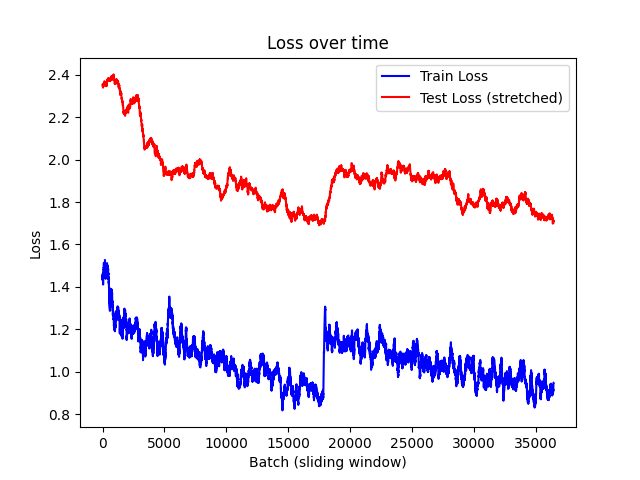 Loss over time
Train Loss
Test Loss (stretched)
2.4
2.2
2.0
1.8
1.6
1.4
1.2
1.0
0.8
Loss
0 5000 10000 15000 20000 25000 30000 35000
Batch (sliding window)